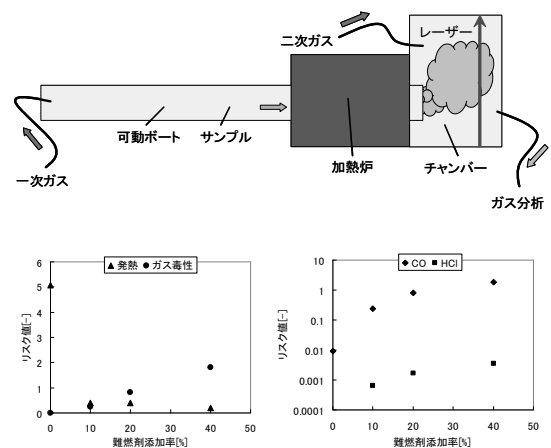 二次ガス
レーザー
可動ボート
サンプル
加熱炉
チャンバー
一次ガス
ガス分析
▲発熱 ●ガス毒性
リスク値[-]
6
5
4
3
2
1
0
0 10 20 30 40 50
難燃剤添加率[%]
◆CO ■HCl
リスク値[-]
10
1
0.1
0.01
0.001
0.0001
0 10 20 30 40 50
難燃剤添加率[%]